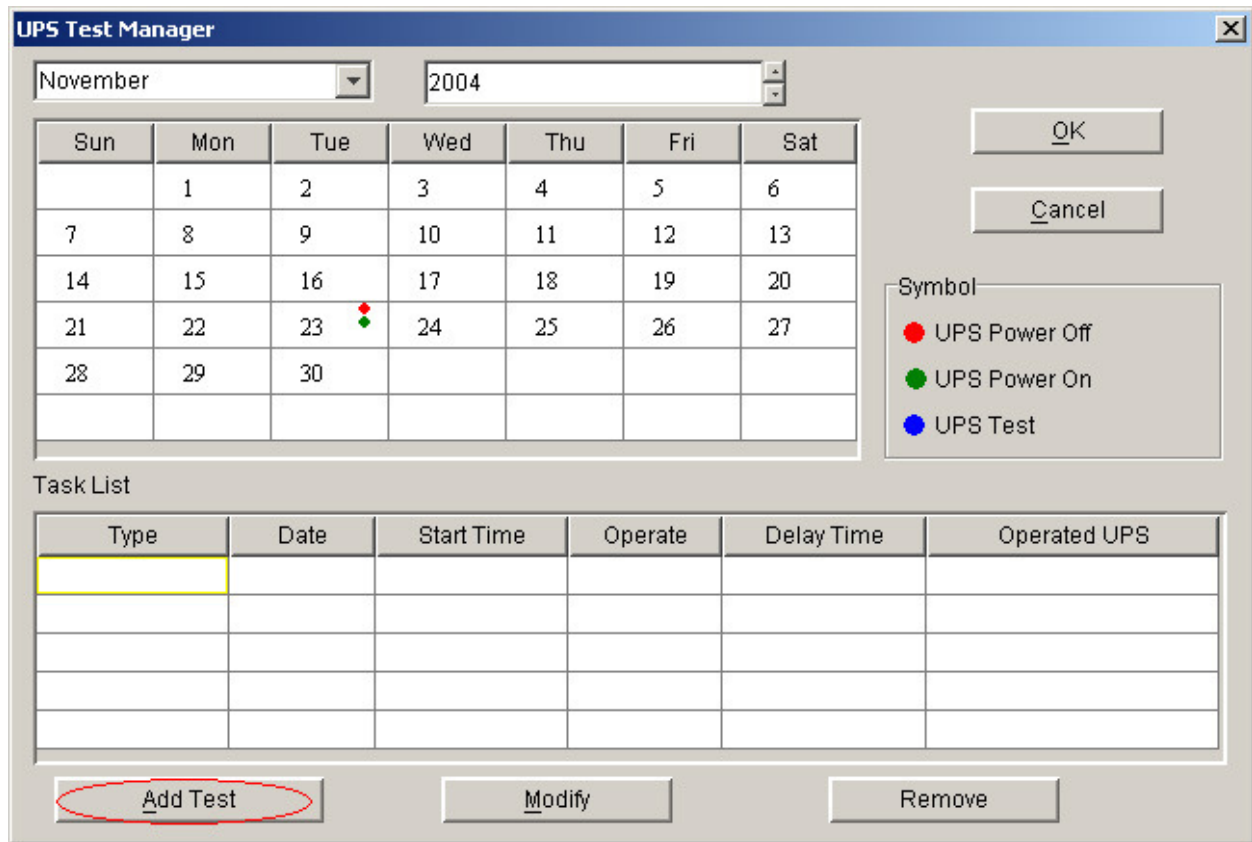 UPS Test Manager
November 2004
Sun Mon Tue Wed Thu Fri Sat
1 2 3 4 5 6
7 8 9 10 11 12 13
14 15 16 17 18 19 20
21 22 23 24 25 26 27
28 29 30
OK
Cancel
Symbol
UPS Power Off
UPS Power On
UPS Test
Task List
Type Date Start Time Operate Delay Time Operated UPS
Add Test Modify Remove